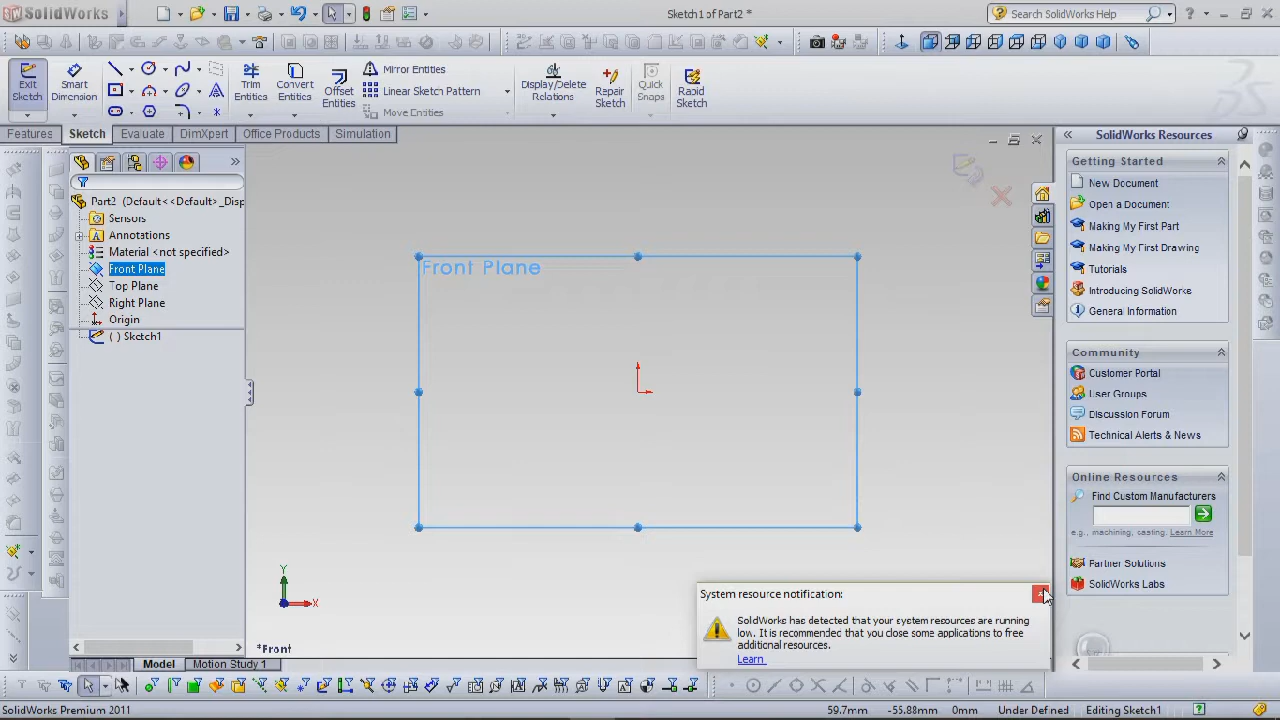 SolidWorks
Sketch1 of Part2 *
Search SolidWorks Help
Exit Sketch
Smart Dimension
Trim Entities
Convert Entities
Offset Entities
Mirror Entities
Linear Sketch Pattern
Move Entities
Display/Delete Relations
Repair Sketch
Quick Snaps
Rapid Sketch
Features
Sketch
Evaluate
DimXpert
Office Products
Simulation
Part2 (Default<<Default>_Disp
Sensors
Annotations
Material <not specified>
Front Plane
Top Plane
Right Plane
Origin
( ) Sketch1
Front Plane
Y
X
*Front
SolidWorks Resources
Getting Started
New Document
Open a Document
Making My First Part
Making My First Drawing
Tutorials
Introducing SolidWorks
General Information
Community
Customer Portal
User Groups
Discussion Forum
Technical Alerts & News
Online Resources
Find Custom Manufacturers
e.g., machining, casting. Learn More
Partner Solutions
SolidWorks Labs
System resource notification:
SolidWorks has detected that your system resources are running
low. It is recommended that you close some applications to free
additional resources.
Learn
Model
Motion Study 1
SolidWorks Premium 2011
59.7mm
-55.88mm
0mm
Under Defined
Editing Sketch1